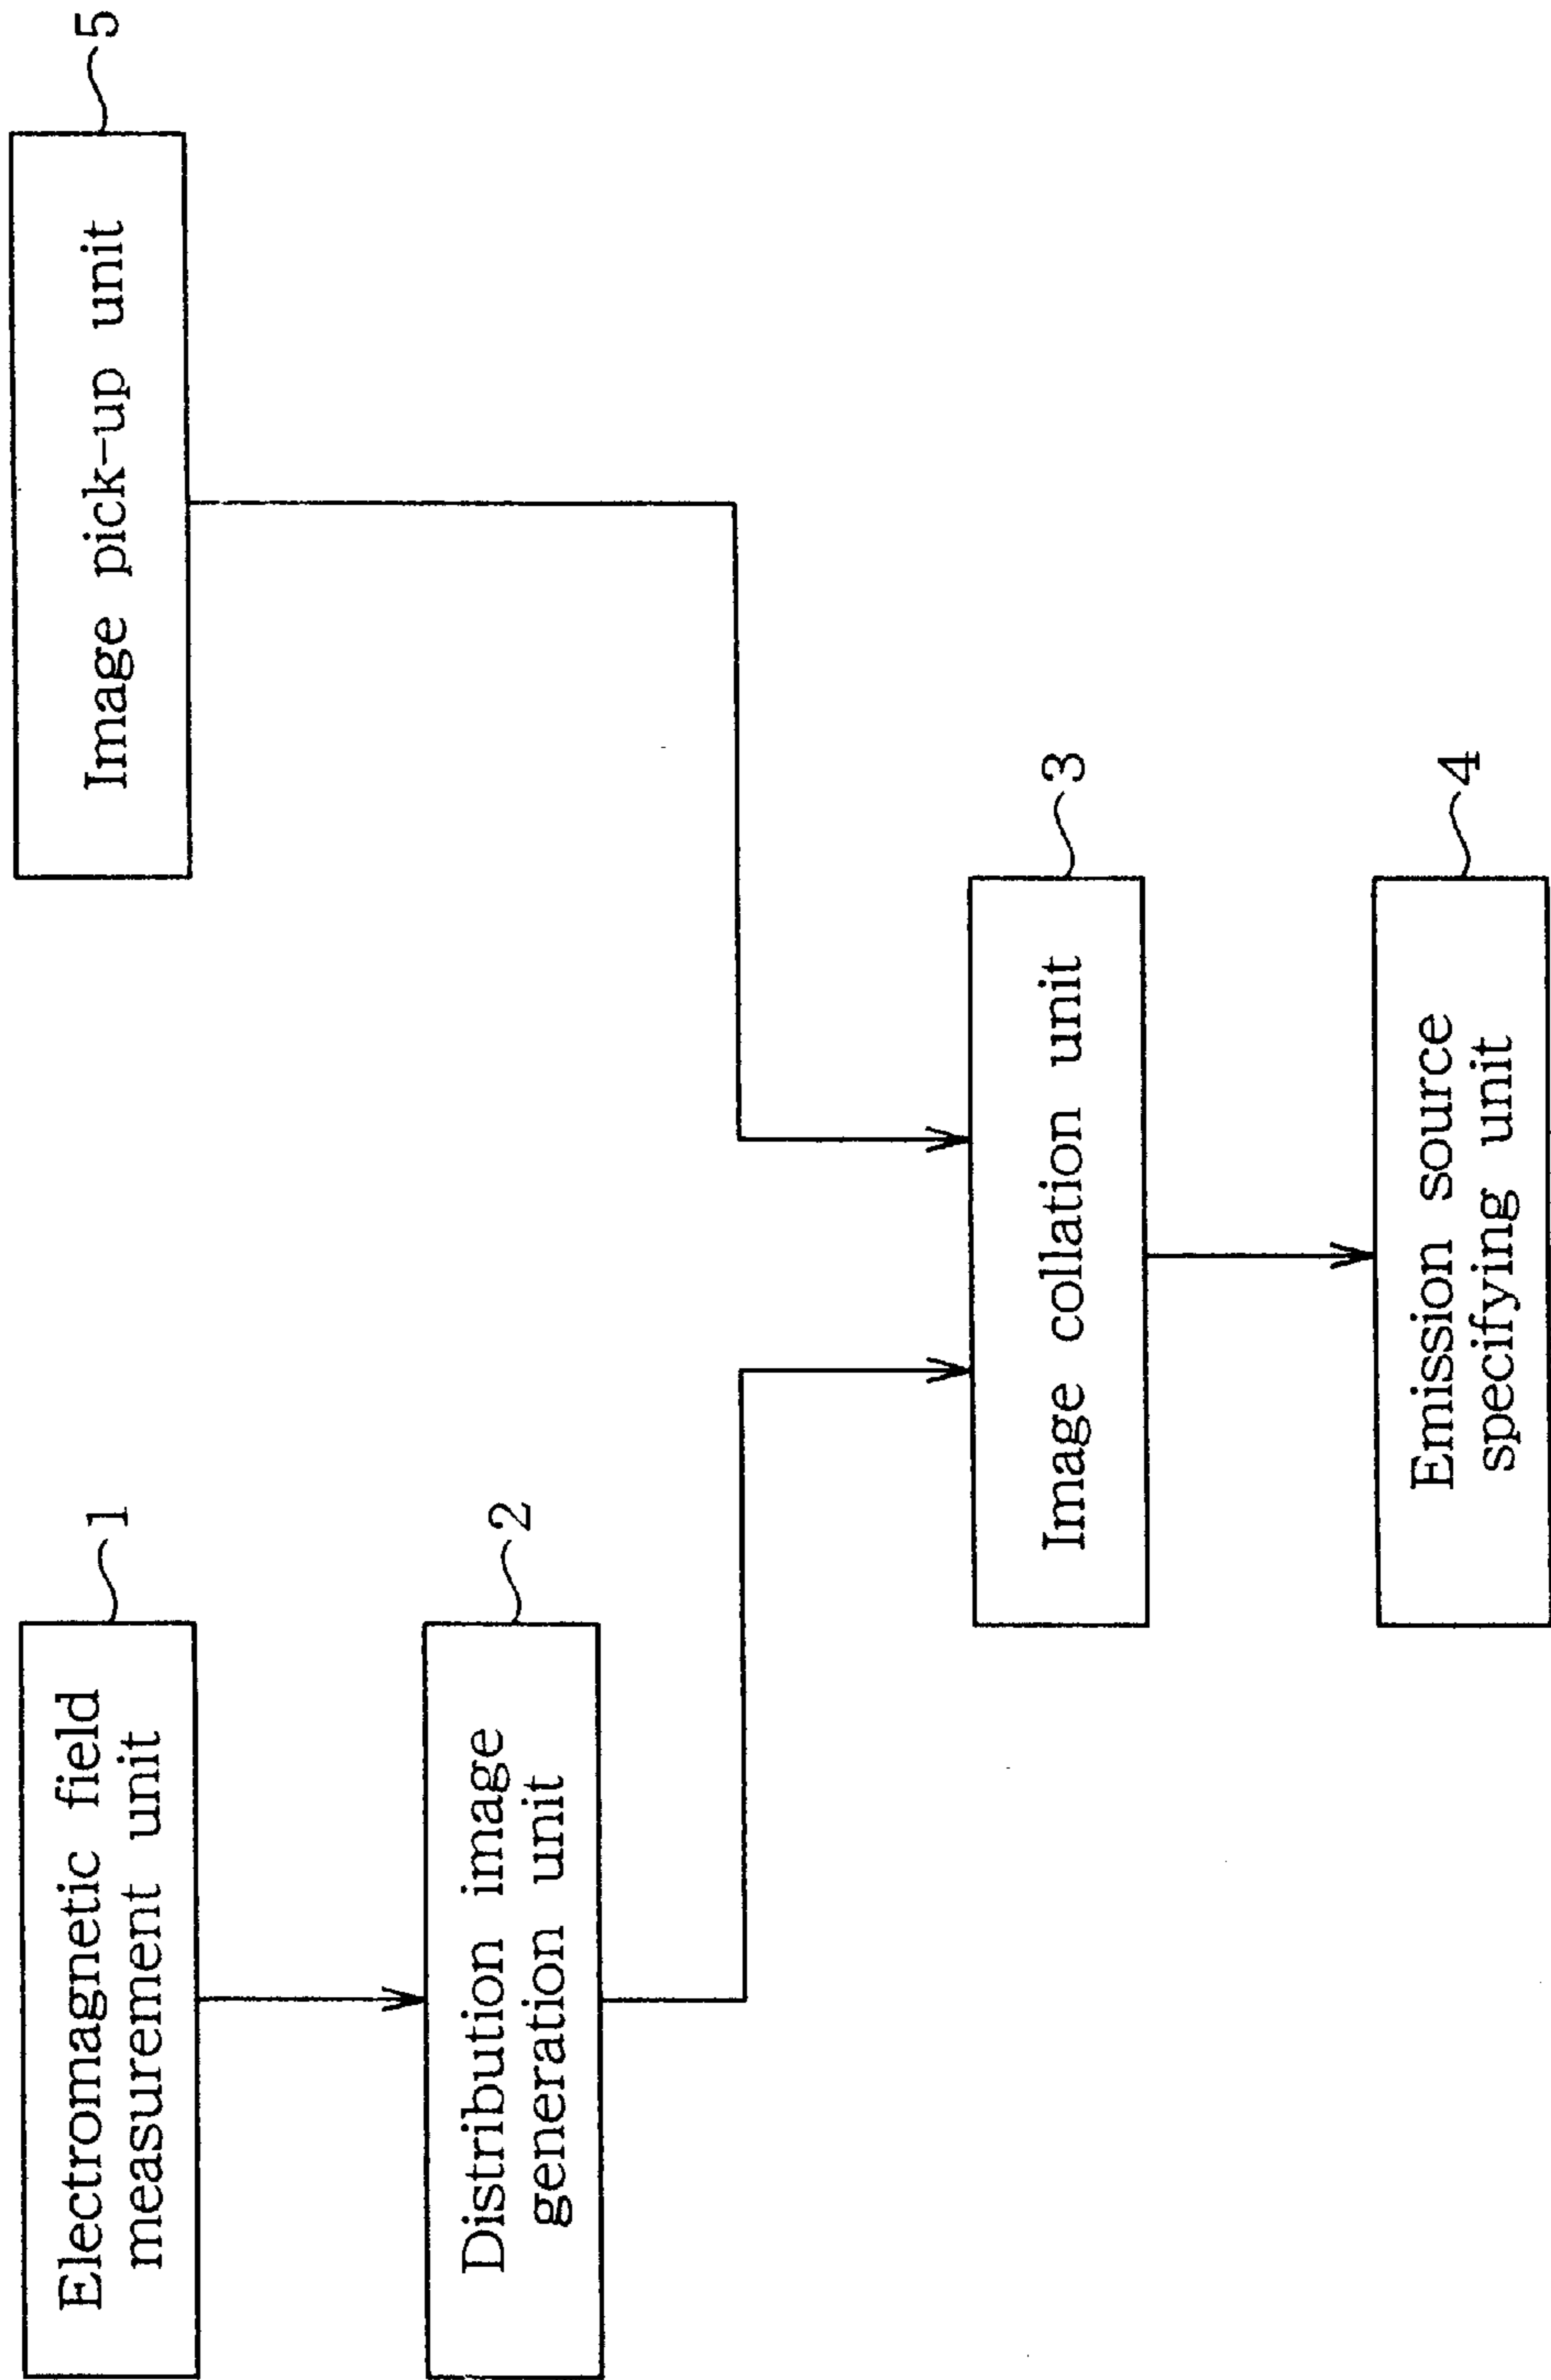 Electromagnetic field
measurement unit
1
Image pick-up unit
5
Distribution image
generation unit
2
Image collation unit
3
Emission source
specifying unit
4